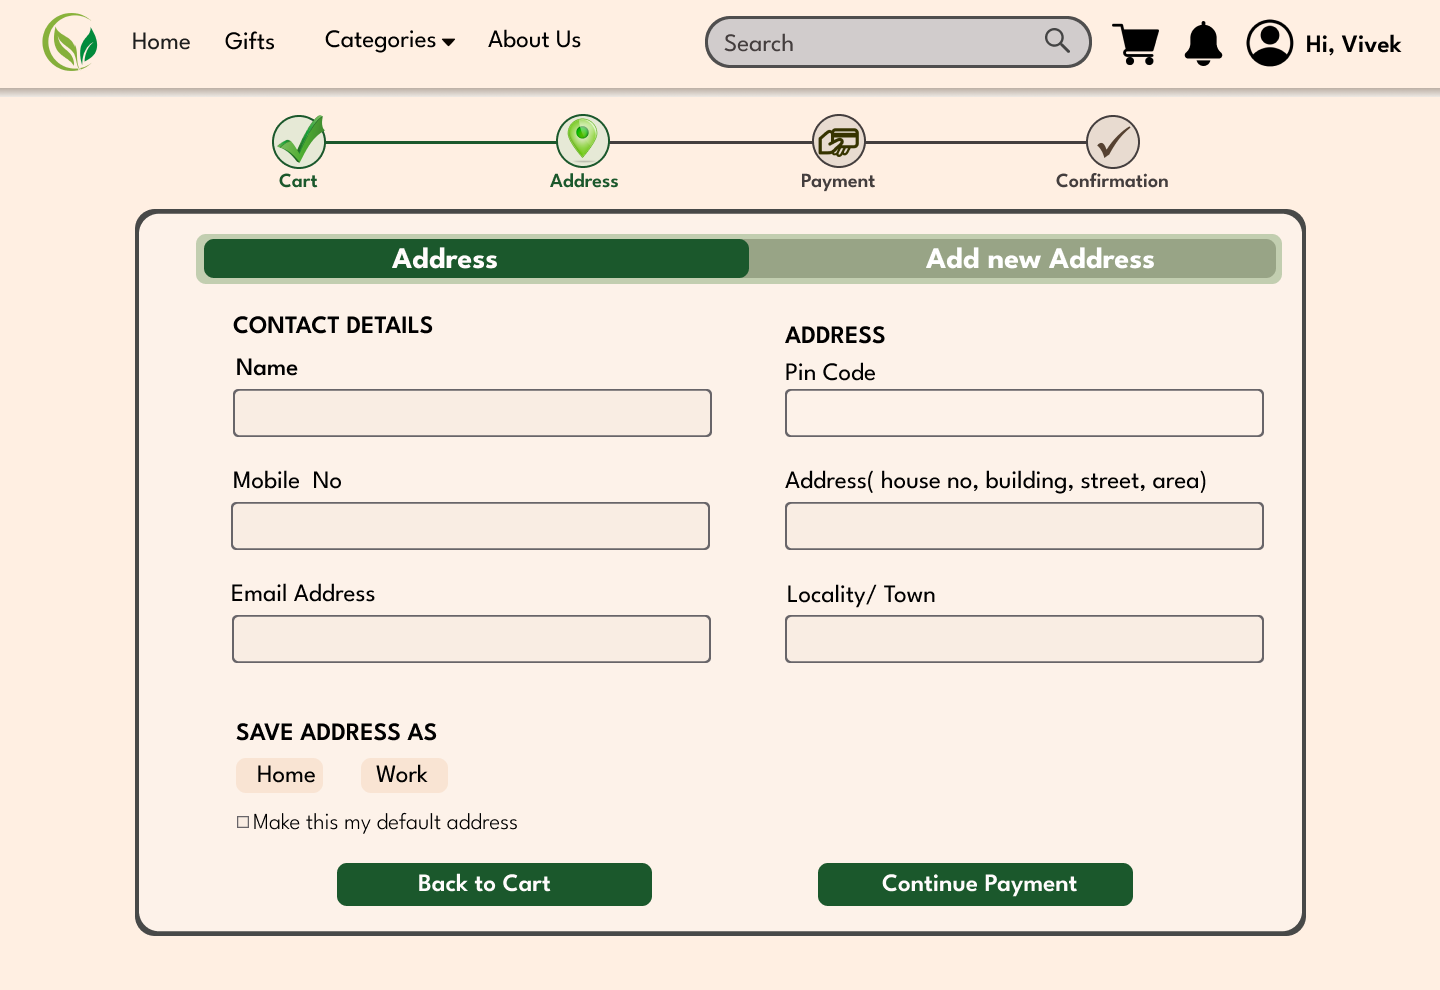 Home Gifts Categories About Us Search Hi, Vivek
Cart Address Payment Confirmation
Address Add new Address
CONTACT DETAILS
Name
Mobile  No
Email Address
ADDRESS
Pin Code
Address( house no, building, street, area)
Locality/ Town
SAVE ADDRESS AS
Home Work
Make this my default address
Back to Cart Continue Payment